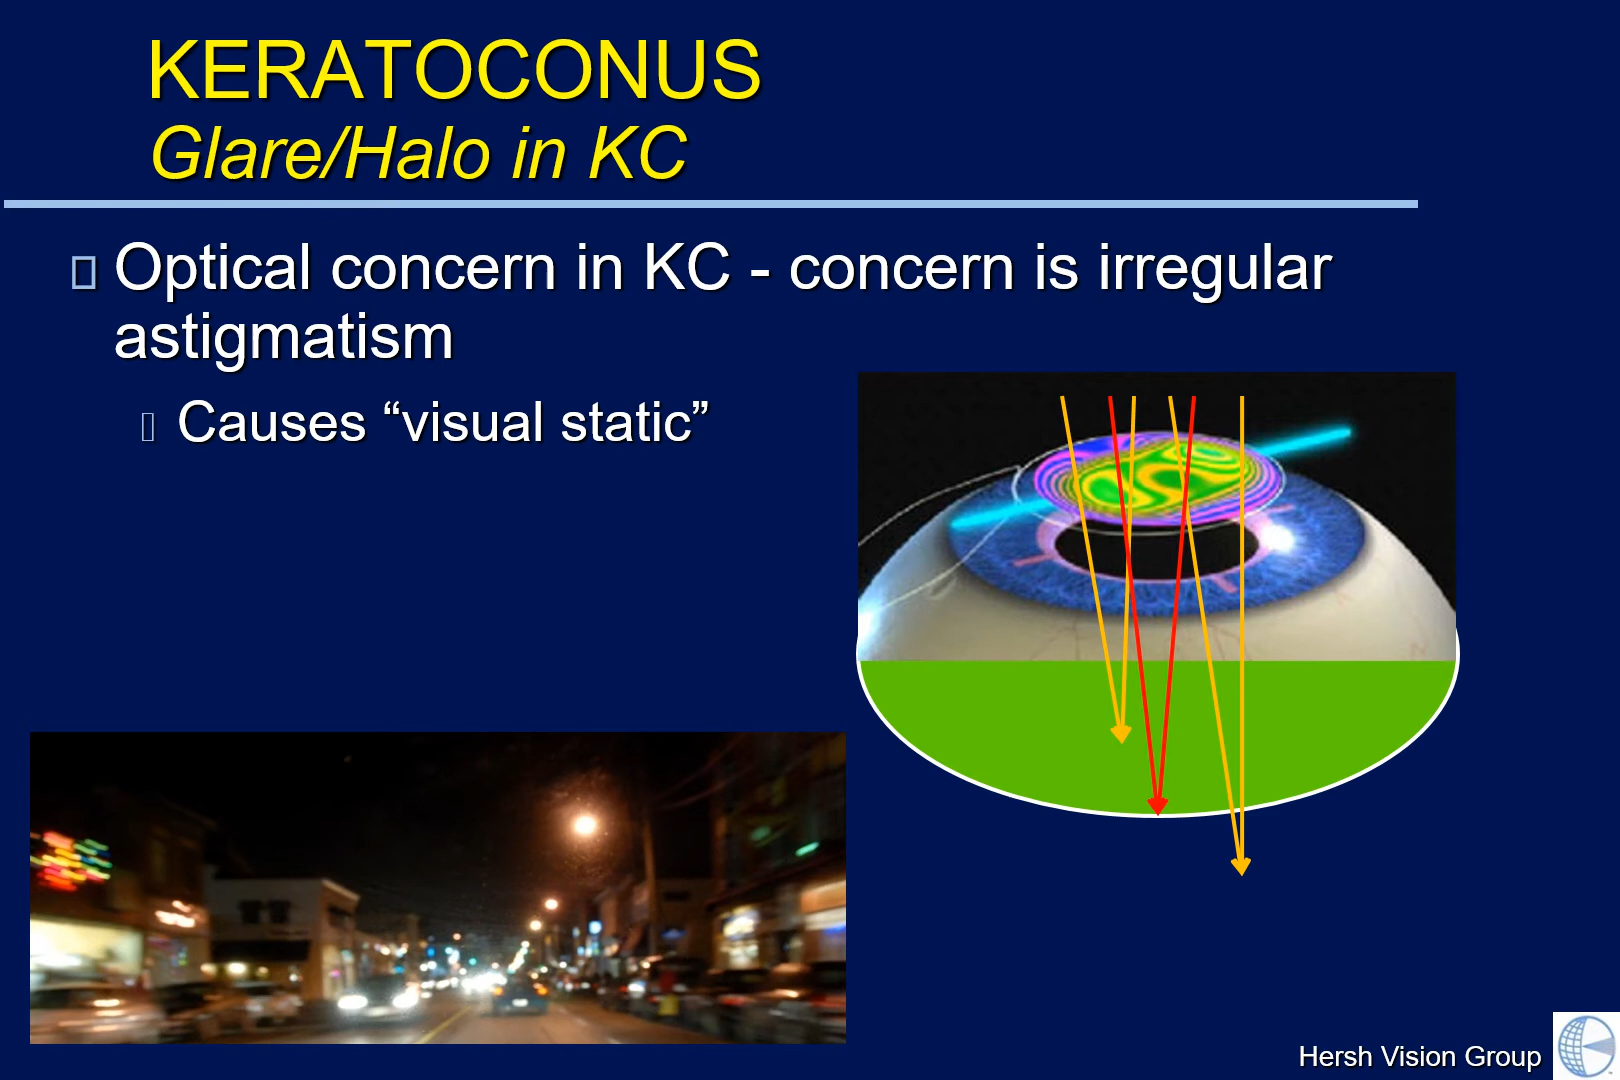 KERATOCONUS
Glare/Halo in KC
Optical concern in KC - concern is irregular
astigmatism
Causes “visual static”
Hersh Vision Group